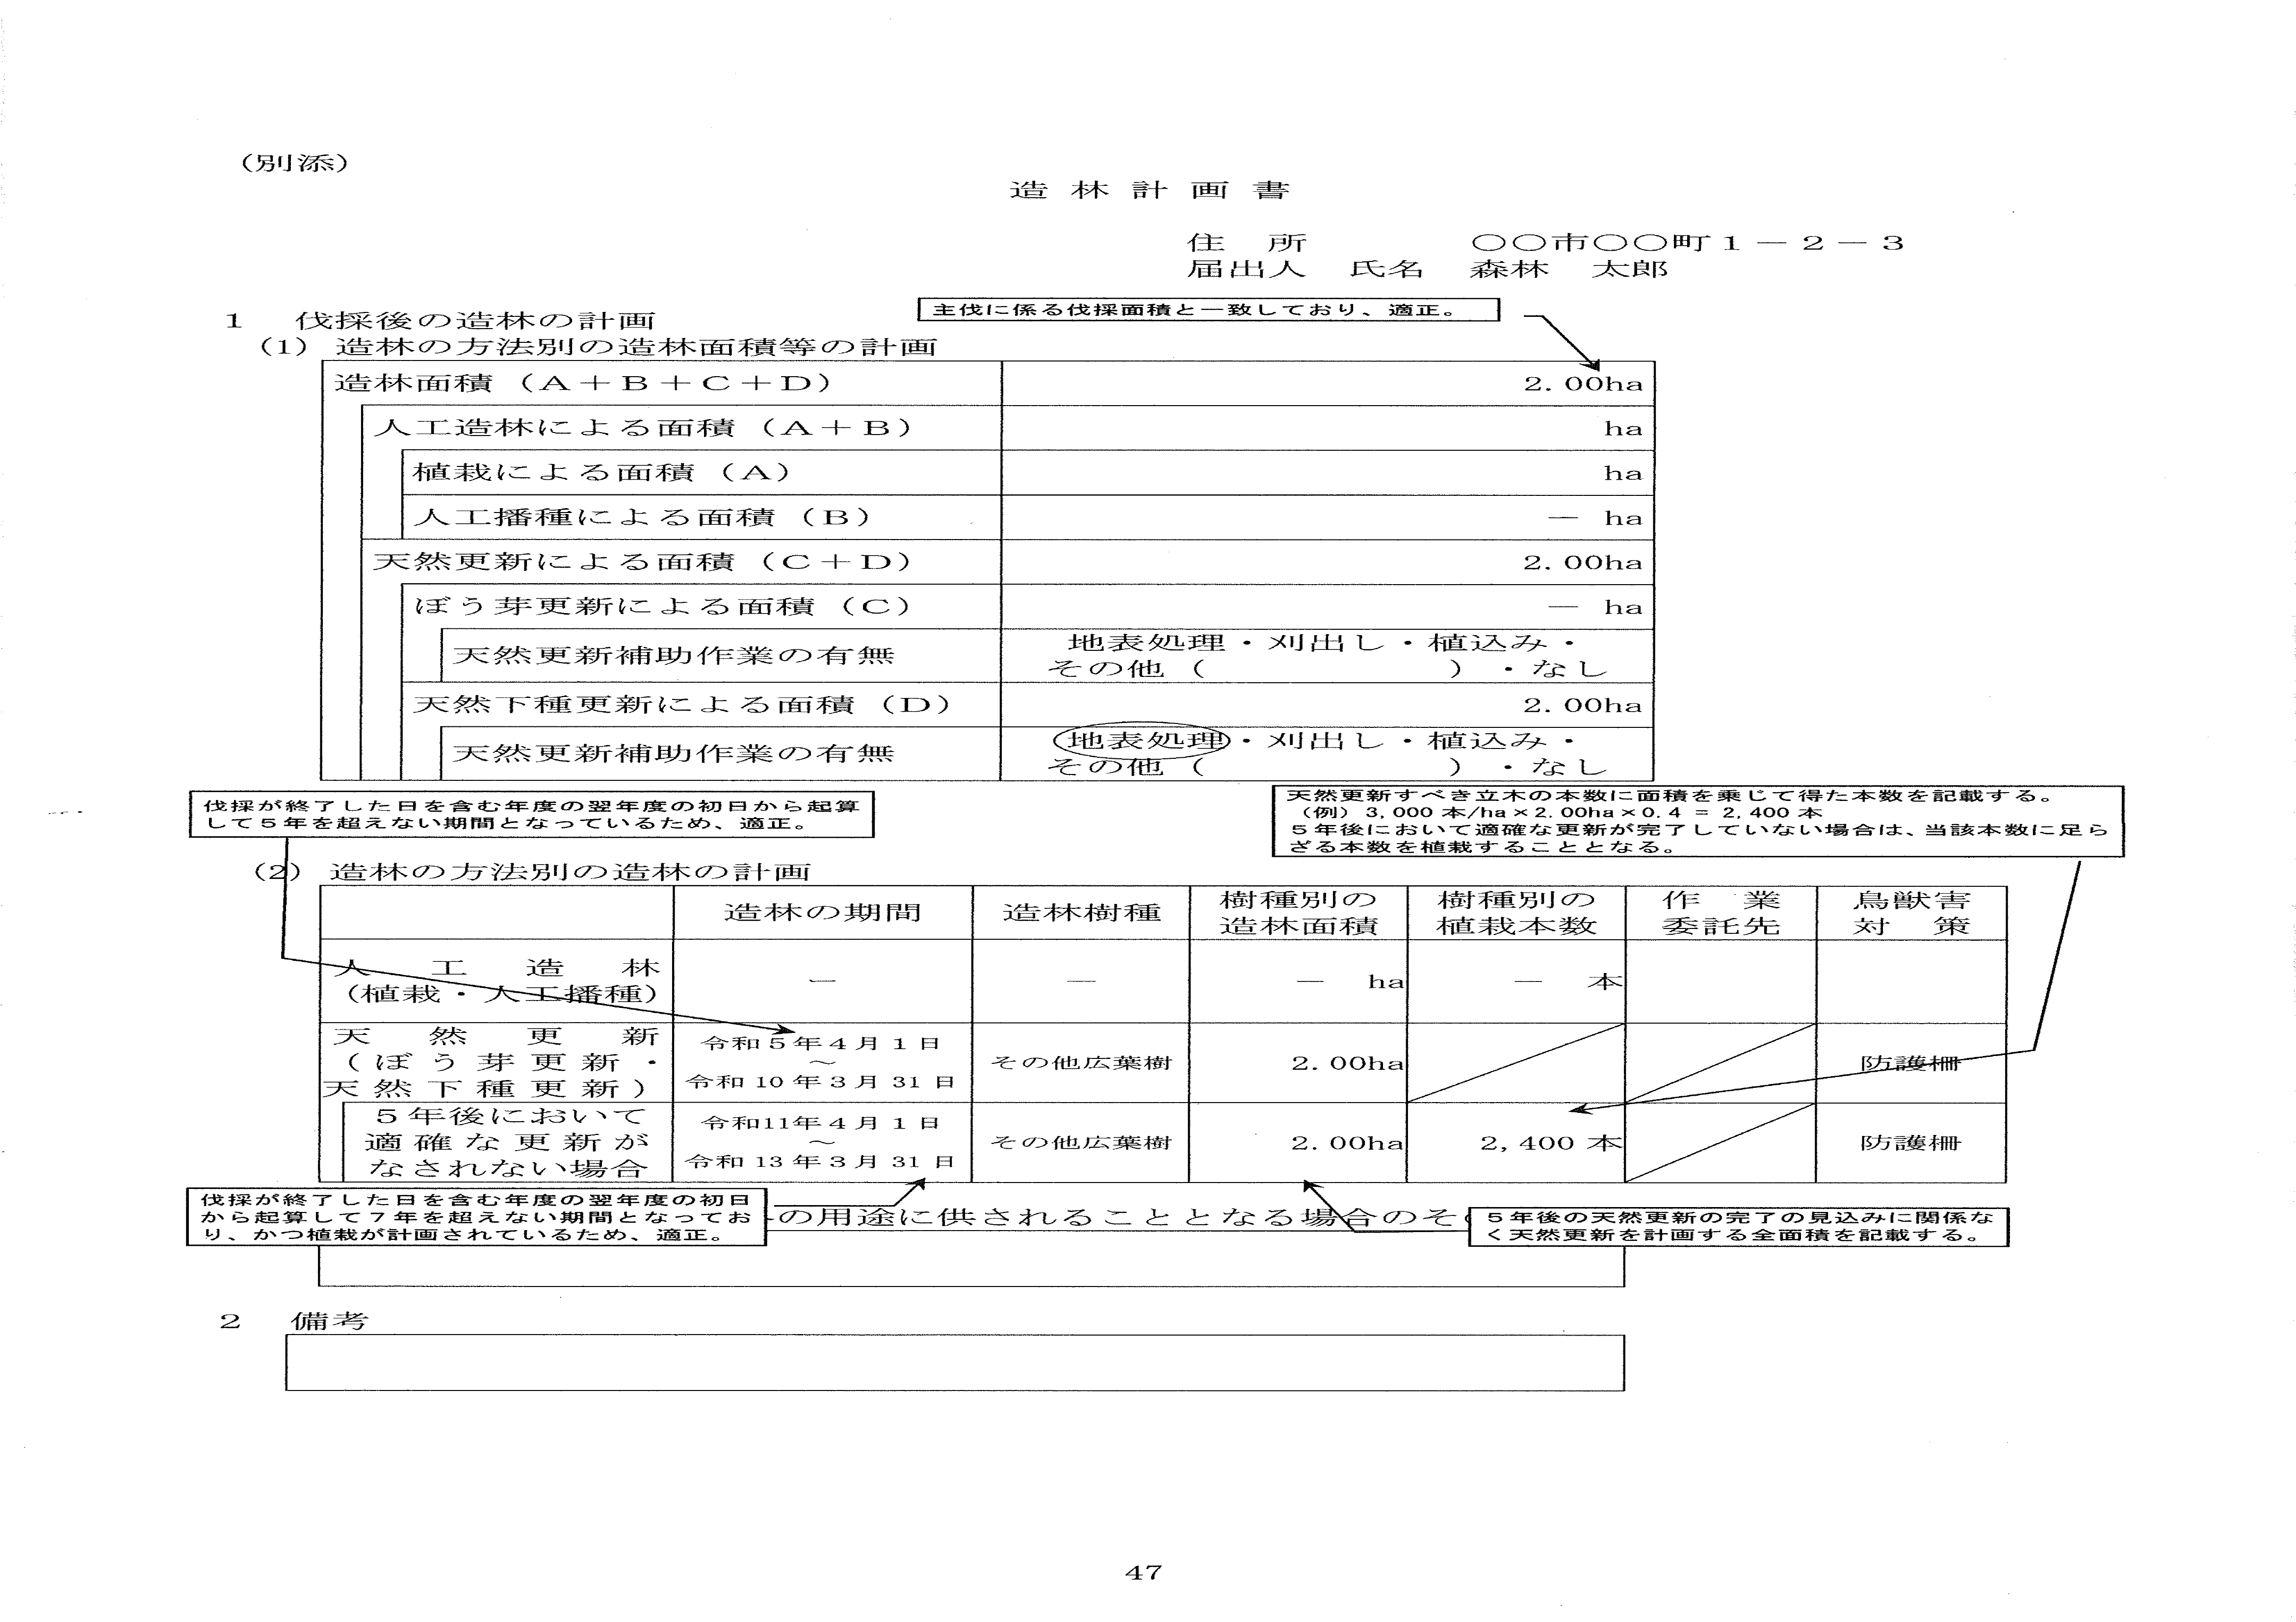 （別添）
造林計画書
住　所　○○市○○町１－２－３
届出人　氏名　森林　太郎
主伐に係る伐採面積と一致しており、適正。
１　伐採後の造林の計画
（1）造林の方法別の造林面積等の計画
造林面積（Ａ＋Ｂ＋Ｃ＋Ｄ）　2.00ha
人工造林による面積（Ａ＋Ｂ）　ha
植栽による面積（Ａ）　ha
人工播種による面積（Ｂ）　－　ha
天然更新による面積（Ｃ＋Ｄ）　2.00ha
ぼう芽更新による面積（Ｃ）　－　ha
天然更新補助作業の有無　地表処理・刈出し・植込み・
その他（　　）・なし
天然下種更新による面積（Ｄ）　2.00ha
天然更新補助作業の有無　地表処理・刈出し・植込み・
その他（　　）・なし
伐採が終了した日を含む年度の翌年度の初日から起算
して５年を超えない期間となっているため、適正。
天然更新すべき立木の本数に面積を乗じて得た本数を記載する。
（例）3,000 本/ha×2.00ha×0.4 = 2,400 本
５年後において適確な更新が完了していない場合は、当該本数に足ら
ざる本数を植栽することとなる。
（2）造林の方法別の造林の計画
造林の期間　造林樹種　樹種別の造林面積　樹種別の植栽本数　作業委託先　鳥獣害対策
人工造林
（植栽・人工播種）　－　－　－　ha　－　本
天然更新
（ぼう芽更新・
天然下種更新）　令和５年４月１日～令和10年３月31日　その他広葉樹　2.00ha　防護柵
５年後において
適確な更新が
なされない場合　令和11年４月１日～令和13年３月31日　その他広葉樹　2.00ha　2,400 本　防護柵
伐採が終了した日を含む年度の翌年度の初日
から起算して７年を超えない期間となってお
り、かつ植栽が計画されているため、適正。
の用途に供されることとなる場合のそ
５年後の天然更新の完了の見込みに関係な
く天然更新を計画する全面積を記載する。
２　備考
47